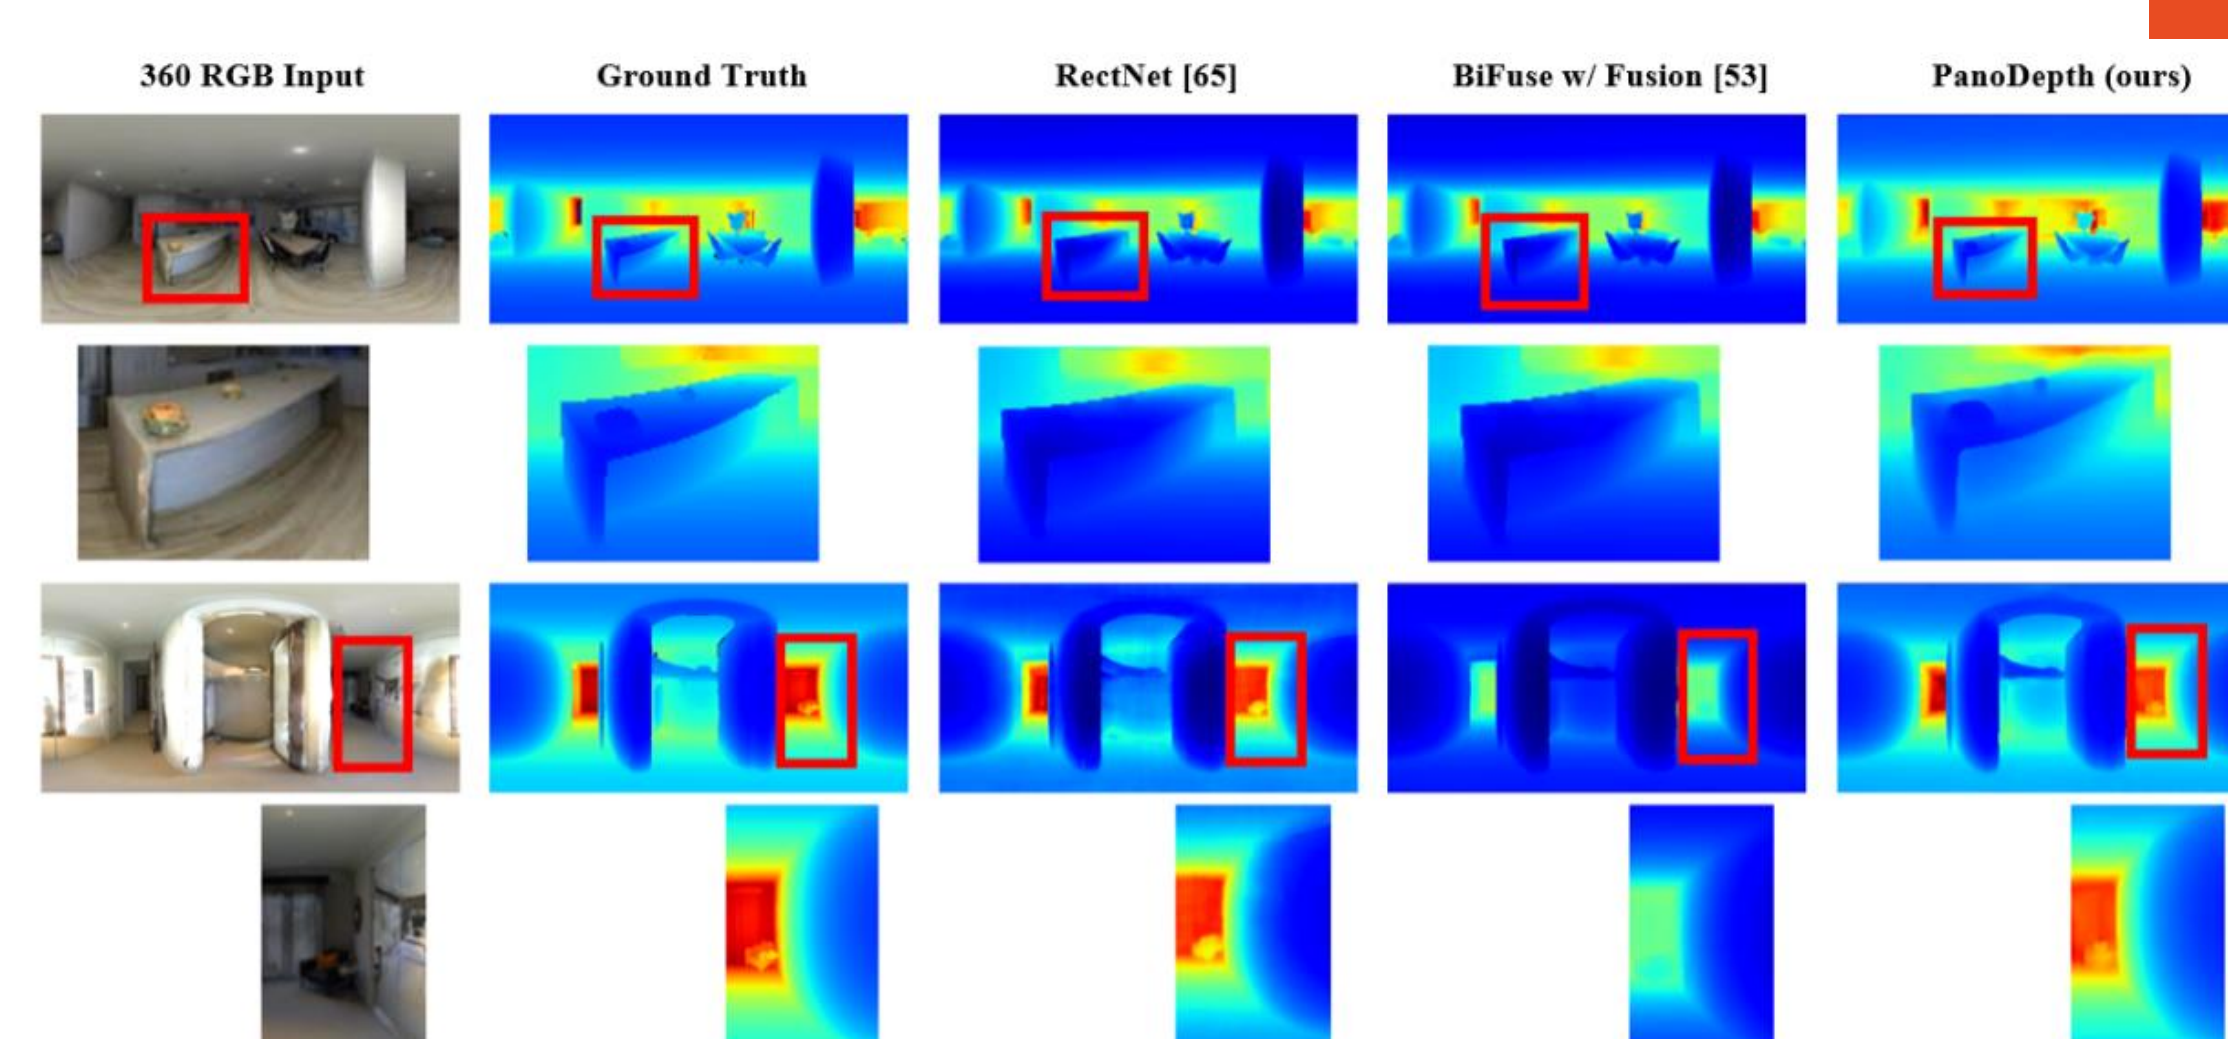 360 RGB Input
Ground Truth
RectNet [65]
BiFuse w/ Fusion [53]
PanoDepth (ours)